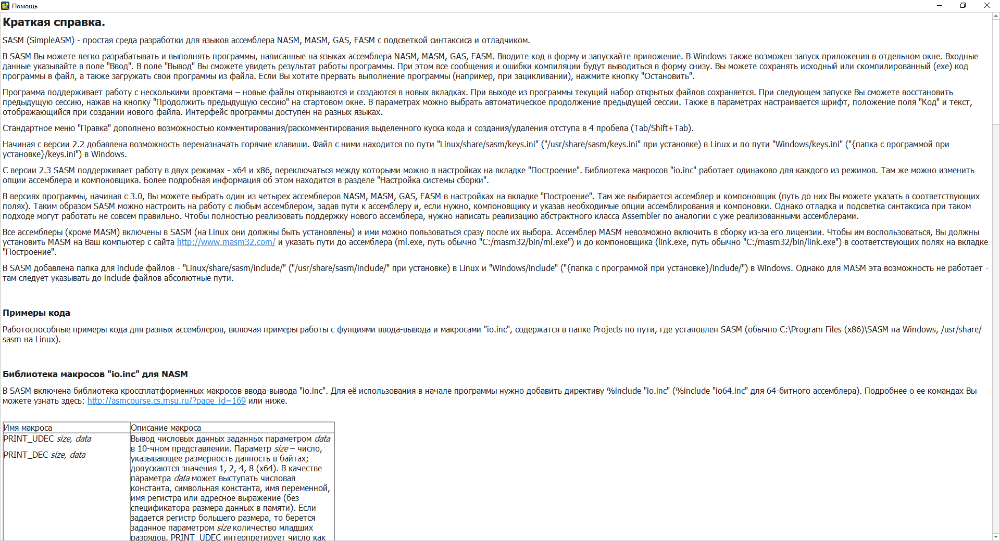 Помощь
Краткая справка.
SASM (SimpleASM) - простая среда разработки для языков ассемблера NASM, MASM, GAS, FASM с подсветкой синтаксиса и отладчиком.
В SASM Вы можете легко разрабатывать и выполнять программы, написанные на языках ассемблера NASM, MASM, GAS, FASM. Вводите код в форму и запускайте приложение. В Windows также возможен запуск приложения в отдельном окне. Входные
данные указывайте в поле "Ввод". В поле "Вывод" Вы сможете увидеть результат работы программы. При этом все сообщения и ошибки компиляции будут выводиться в форму снизу. Вы можете сохранять исходный или скомпилированный (exe) код
программы в файл, а также загружать свои программы из файла. Если Вы хотите прервать выполнение программы (например, при зацикливании), нажмите кнопку "Остановить".
Программа поддерживает работу с несколькими проектами – новые файлы открываются и создаются в новых вкладках. При выходе из программы текущий набор открытых файлов сохраняется. При следующем запуске Вы сможете восстановить
предыдущую сессию, нажав на кнопку "Продолжить предыдущую сессию" на стартовом окне. В параметрах можно выбрать автоматическое продолжение предыдущей сессии. Также в параметрах настраивается шрифт, положение поля "Код" и текст,
отображающийся при создании нового файла. Интерфейс программы доступен на разных языках.
Стандартное меню "Правка" дополнено возможностью комментирования/раскомментирования выделенного куска кода и создания/удаления отступа в 4 пробела (Tab/Shift+Tab).
Начиная с версии 2.2 добавлена возможность переназначать горячие клавиши. Файл с ними находится по пути "Linux/share/sasm/keys.ini" ("/usr/share/sasm/keys.ini" при установке) в Linux и по пути "Windows/keys.ini" ("{папка с программой при
установке}/keys.ini") в Windows.
С версии 2.3 SASM поддерживает работу в двух режимах - x64 и x86, переключаться между которыми можно в настройках на вкладке "Построение". Библиотека макросов "io.inc" работает одинаково для каждого из режимов. Там же можно изменить
опции ассемблера и компоновщика. Более подробная информация об этом находится в разделе "Настройка системы сборки".
В версиях программы, начиная с 3.0, Вы можете выбрать один из четырех ассемблеров NASM, MASM, GAS, FASM в настройках на вкладке "Построение". Там же выбирается ассемблер и компоновщик (путь до них Вы можете указать в соответствующих
полях). Таким образом SASM можно настроить на работу с любым ассемблером, задав пути к ассемблеру и, если нужно, компоновщику и указав необходимые опции ассемблирования и компоновки. Однако отладка и подсветка синтаксиса при таком
подходе могут работать не совсем правильно. Чтобы полностью реализовать поддержку нового ассемблера, нужно написать реализацию абстрактного класса Assembler по аналогии с уже реализованными ассемблерами.
Все ассемблеры (кроме MASM) включены в SASM (на Linux они должны быть установлены) и ими можно пользоваться сразу после их выбора. Ассемблер MASM невозможно включить в сборку из-за его лицензии. Чтобы им воспользоваться, Вы должны
установить MASM на Ваш компьютер с сайта http://www.masm32.com/ и указать пути до ассемблера (ml.exe, путь обычно "C:/masm32/bin/ml.exe") и до компоновщика (link.exe, путь обычно "C:/masm32/bin/link.exe") в соответствующих полях на вкладке
"Построение".
В SASM добавлена папка для include файлов - "Linux/share/sasm/include/" ("/usr/share/sasm/include/" при установке) в Linux и "Windows/include" ("{папка с программой при установке}/include/") в Windows. Однако для MASM эта возможность не работает -
там следует указывать до include файлов абсолютные пути.
Примеры кода
Работоспособные примеры кода для разных ассемблеров, включая примеры работы с фунциями ввода-вывода и макросами "io.inc", содержатся в папке Projects по пути, где установлен SASM (обычно C:\Program Files (x86)\SASM на Windows, /usr/share/
sasm на Linux).
Библиотека макросов "io.inc" для NASM
В SASM включена библиотека кроссплатформенных макросов ввода-вывода "io.inc". Для её использования в начале программы нужно добавить директиву %include "io.inc" (%include "io64.inc" для 64-битного ассемблера). Подробнее о ее командах Вы
можете узнать здесь: http://asmcourse.cs.msu.ru/?page_id=169 или ниже.
Имя макроса
Описание макроса
PRINT_UDEC size, data
PRINT_DEC size, data
Вывод числовых данных заданных параметром data
в 10-чном представлении. Параметр size – число,
указывающее размерность данность в байтах;
допускаются значения 1, 2, 4, 8 (x64). В качестве
параметра data может выступать числовая
константа, символьная константа, имя переменной,
имя регистра или адресное выражение (без
спецификатора размера данных в памяти). Если
задается регистр большего размера, то берется
заданное параметром size количество младших
разрядов. PRINT_UDEC интерпретирует число как